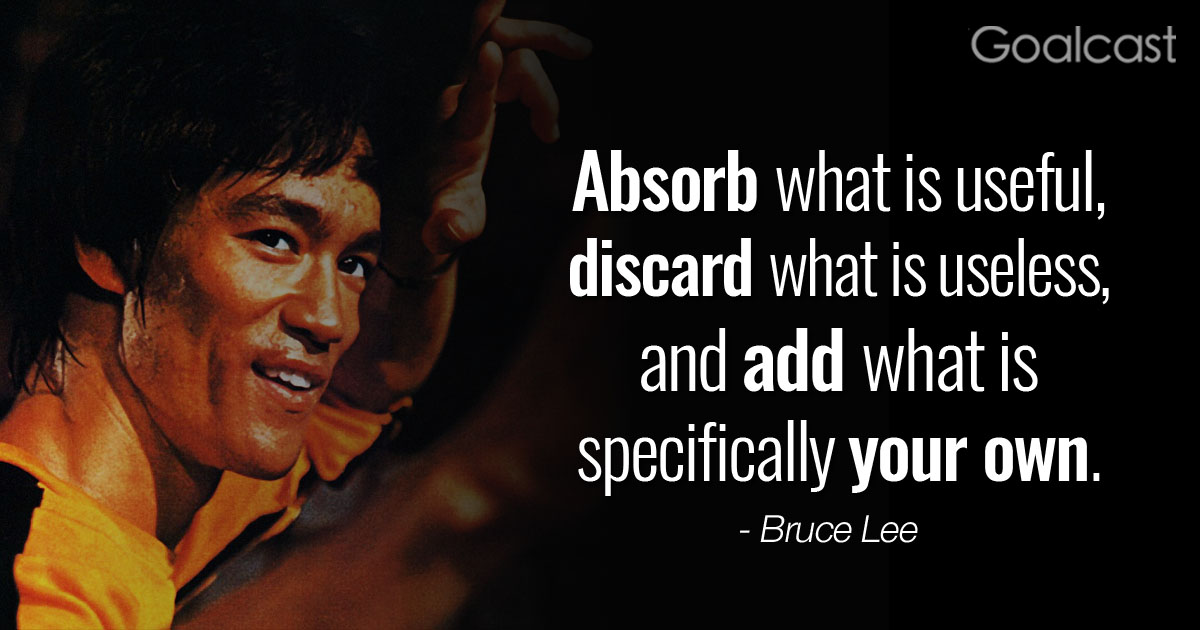 Goalcast
Absorb what is useful,
discard what is useless,
and add what is
specifically your own.
- Bruce Lee